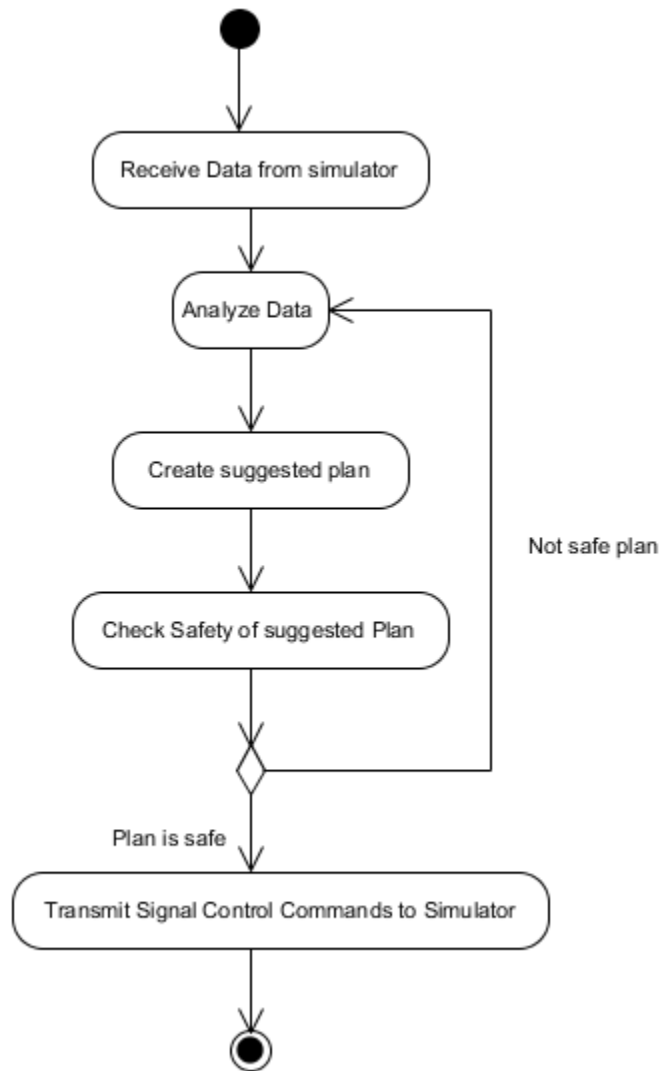 Receive Data from simulator
Analyze Data
Create suggested plan
Not safe plan
Check Safety of suggested Plan
Plan is safe
Transmit Signal Control Commands to Simulator